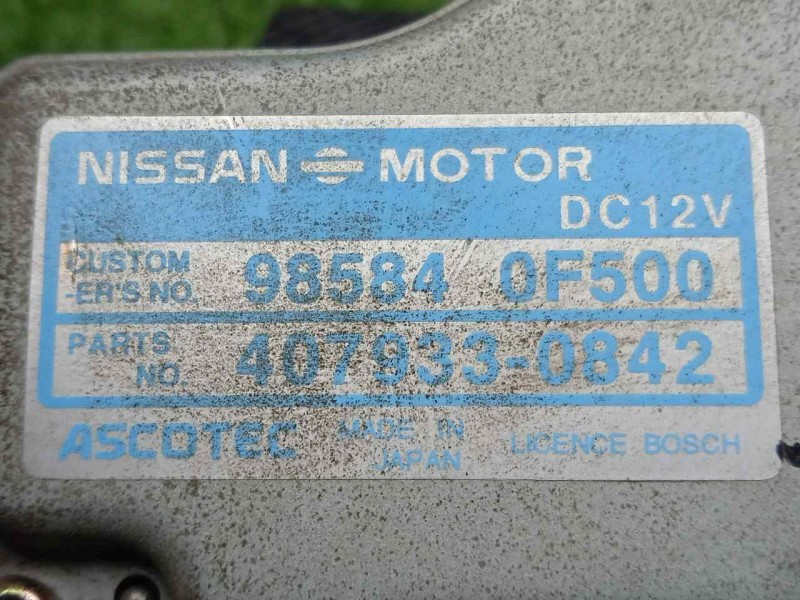 NISSAN MOTOR
DC12V
CUSTOM
-ER'S NO. 98584 0F500
PARTS
NO. 407933-0842
ASCOTEC MADE IN
JAPAN LICENCE BOSCH